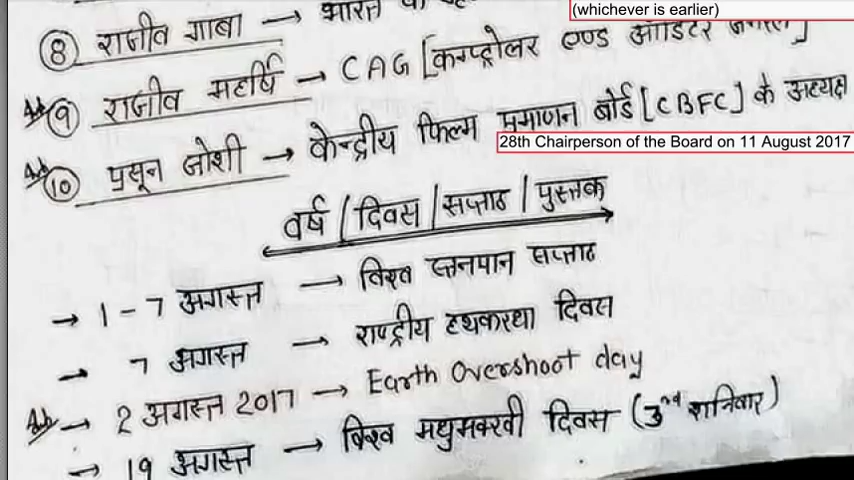 (whichever is earlier)
⑧ राजीव गाबा → भारत के
⑨ राजीव महर्षि → CAG [कम्प्ट्रोलर एण्ड ऑडिटर जनरल]
⑩ प्रसून जोशी → केन्द्रीय फिल्म प्रमाणन बोर्ड [CBFC] के अध्यक्ष
28th Chairperson of the Board on 11 August 2017
वर्ष / दिवस / सप्ताह / पुस्तक
→ 1 - 7 अगस्त → विश्व स्तनपान सप्ताह
→ 7 अगस्त → राष्ट्रीय हथकरघा दिवस
→ 2 अगस्त 2017 → Earth Overshoot day
→ 19 अगस्त → विश्व मधुमक्खी दिवस (3rd शनिवार)